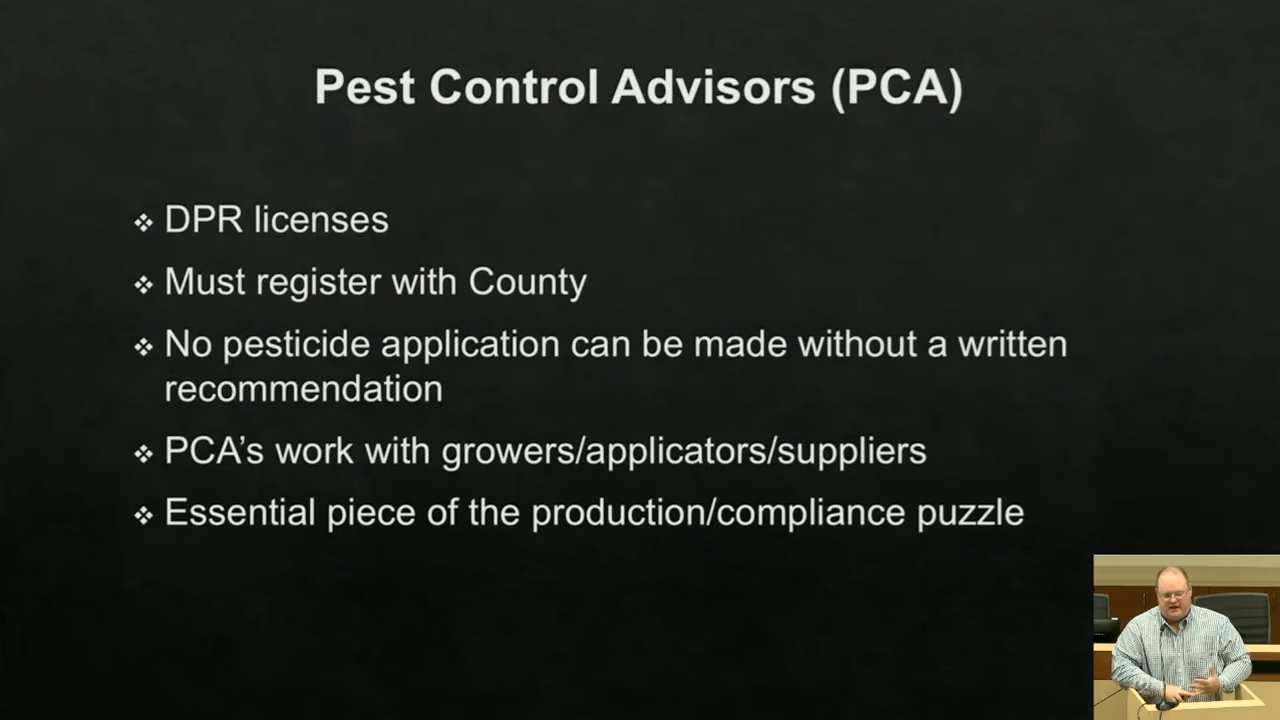 Pest Control Advisors (PCA)
❖ DPR licenses
❖ Must register with County
❖ No pesticide application can be made without a written
recommendation
❖ PCA’s work with growers/applicators/suppliers
❖ Essential piece of the production/compliance puzzle